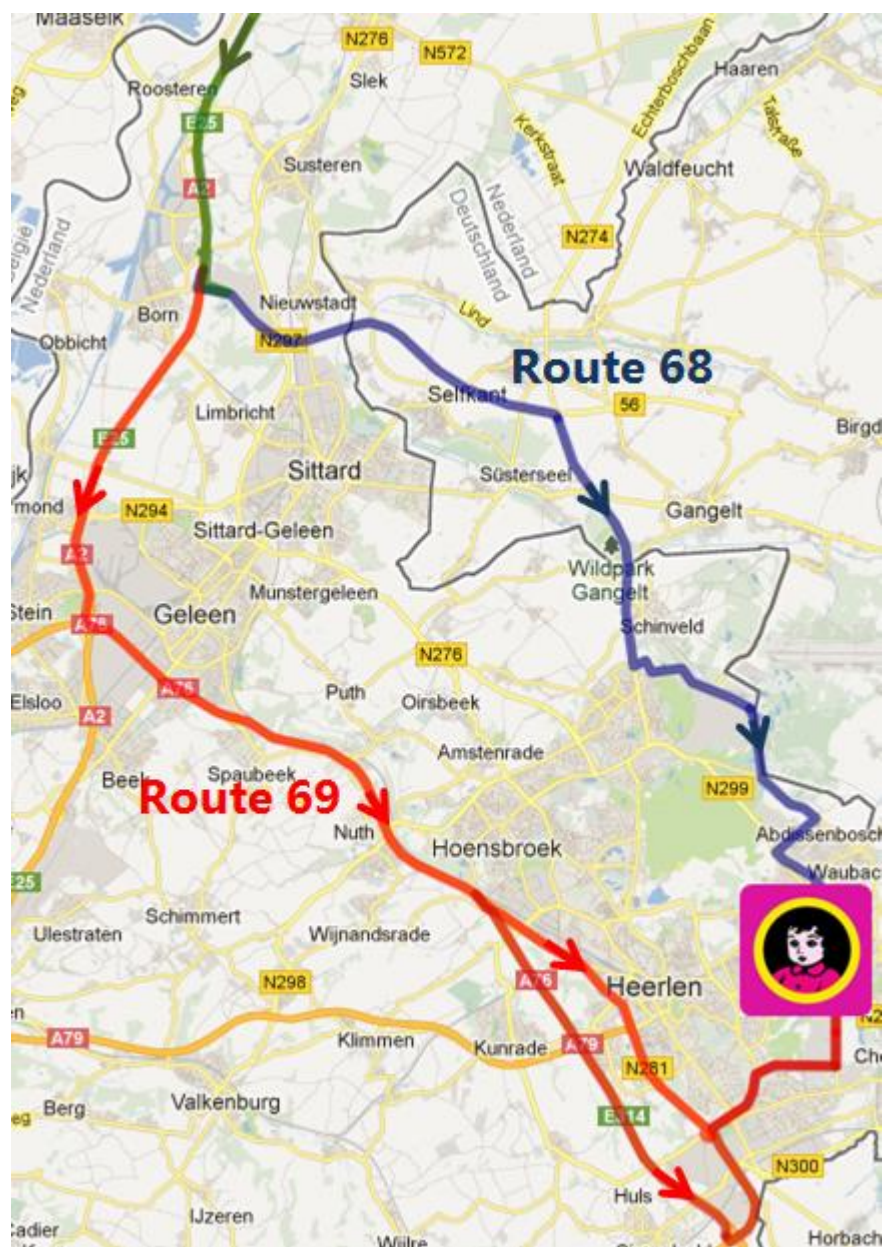 Maaseik
N276
N572
Haaren
Roosteren
Slek
Echterboschbaan
E25
Kerkstraat
Talstraße
Susteren
Waldfeucht
A2
Nederland
Deutschland
N274
België
Nederland
Born
Nieuwstadt
Lind
Obbicht
N297
Route 68
Limbricht
Selfkant
56
E25
Sittard
Süsterseel
N294
Gangelt
Sittard-Geleen
A2
Wildpark
Gangelt
Munstergeleen
Stein
Geleen
A76
Schinveld
N276
Elsloo
A76
Puth
Oirsbeek
A2
Amstenrade
Beek
Spaubeek
N299
Route 69
Nuth
Hoensbroek
Abdissenbosch
E25
Waubac
Schimmert
Ulestraten
Wijnandsrade
N298
A76
Heerlen
A79
Klimmen
Kunrade
A79
N281
Berg
Valkenburg
E314
N300
Huls
IJzeren
Wijlre
Horbach